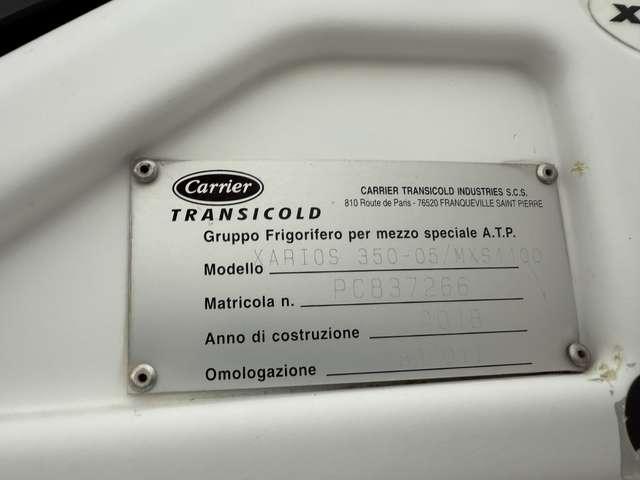 X
Carrier
TRANSICOLD
CARRIER TRANSICOLD INDUSTRIES S.C.S.
810 Route de Paris - 76520 FRANQUEVILLE SAINT PIERRE
Gruppo Frigorifero per mezzo speciale A.T.P.
Modello XARIOS 350-05/MXS1100
Matricola n. PC837266
Anno di costruzione 2018
Omologazione